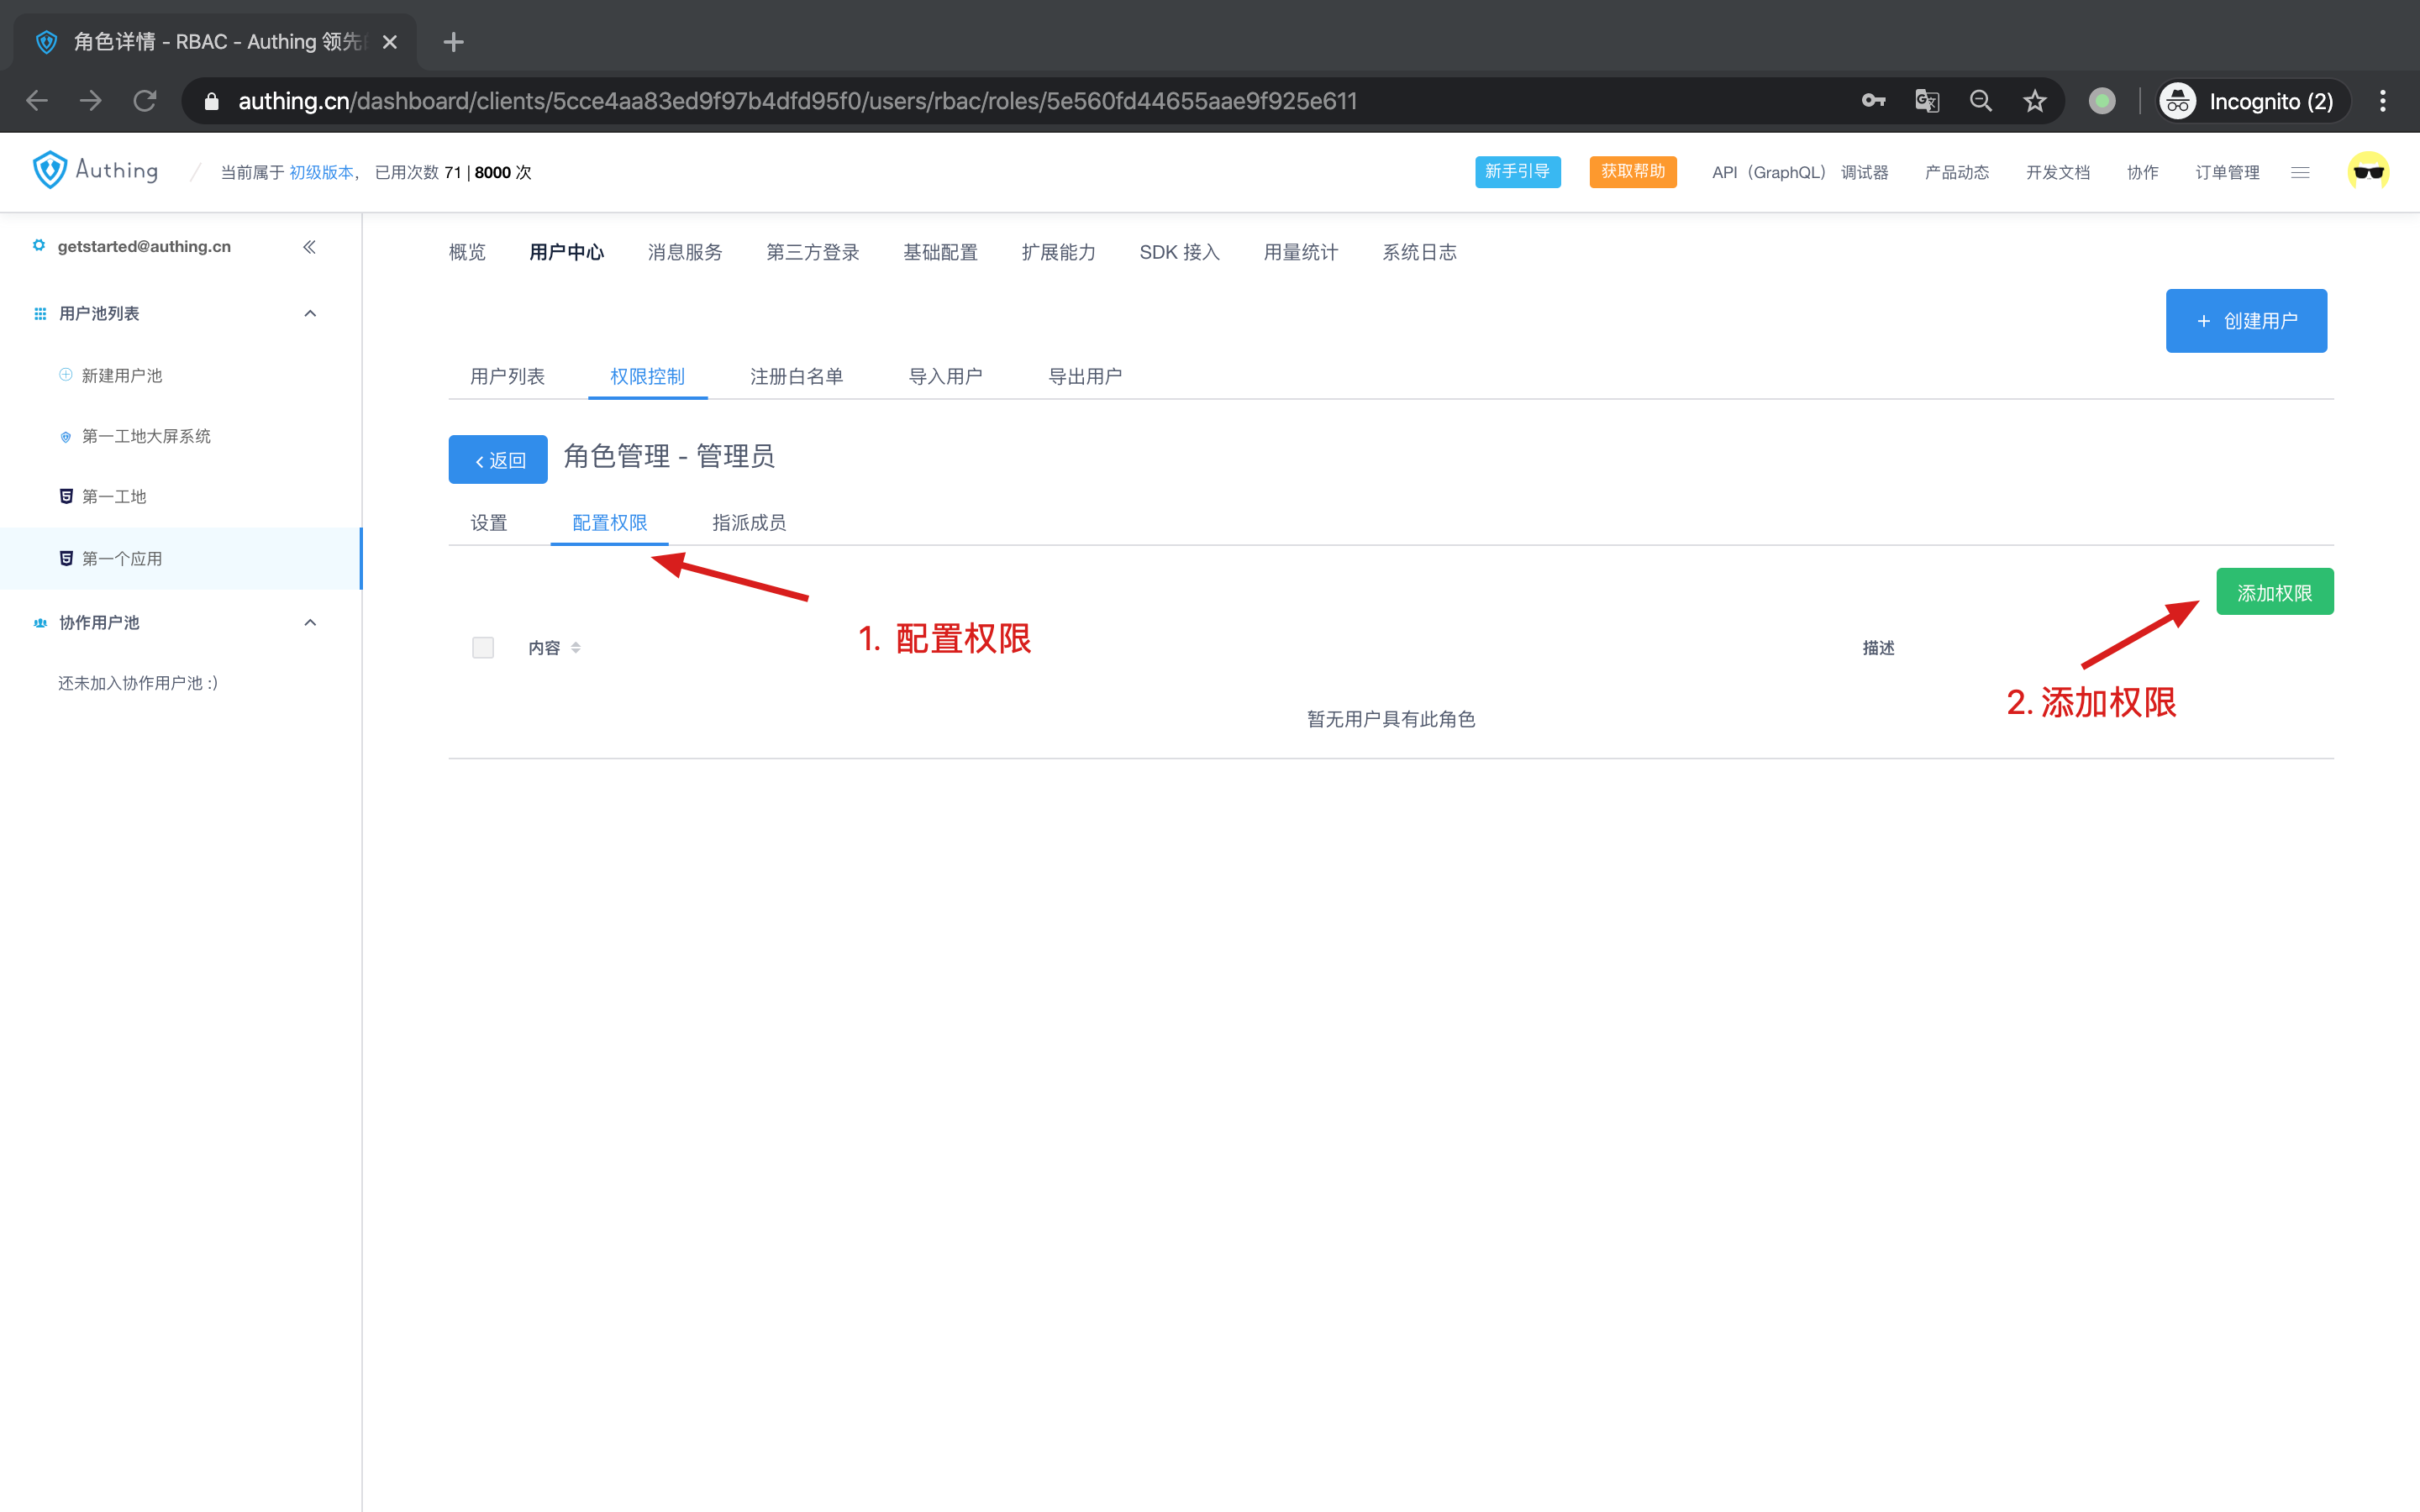 角色详情 - RBAC - Authing 领先
authing.cn/dashboard/clients/5cce4aa83ed9f97b4dfd95f0/users/rbac/roles/5e560fd44655aae9f925e611
Incognito (2)
Authing
当前属于 初级版本, 已用次数 71 | 8000 次
新手引导
获取帮助
API（GraphQL） 调试器
产品动态
开发文档
协作
订单管理
getstarted@authing.cn
用户池列表
新建用户池
第一工地大屏系统
第一工地
第一个应用
协作用户池
还未加入协作用户池 :)
概览 用户中心 消息服务 第三方登录 基础配置 扩展能力 SDK 接入 用量统计 系统日志
+ 创建用户
用户列表 权限控制 注册白名单 导入用户 导出用户
返回 角色管理 - 管理员
设置 配置权限 指派成员
添加权限
1. 配置权限
内容 描述
2. 添加权限
暂无用户具有此角色